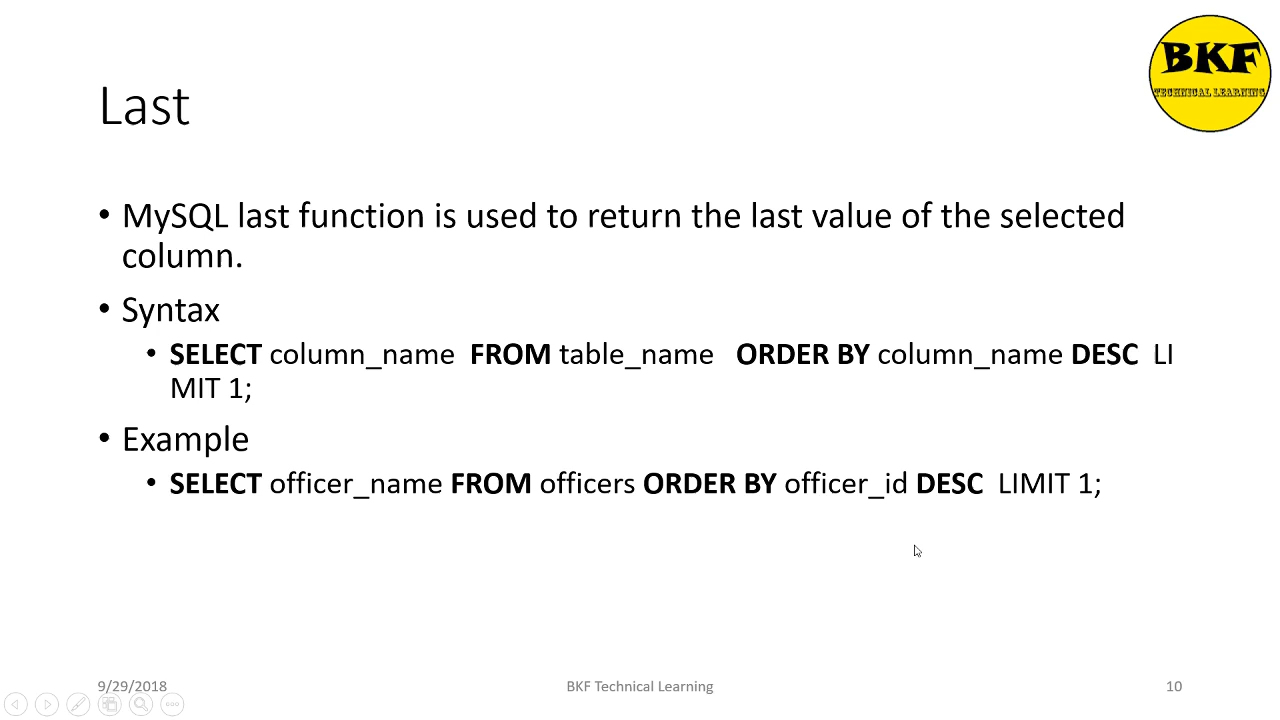 BKF
TECHNICAL LEARNING
Last
• MySQL last function is used to return the last value of the selected
column.
• Syntax
• SELECT column_name FROM table_name ORDER BY column_name DESC LI
MIT 1;
• Example
• SELECT officer_name FROM officers ORDER BY officer_id DESC LIMIT 1;
9/29/2018
BKF Technical Learning
10